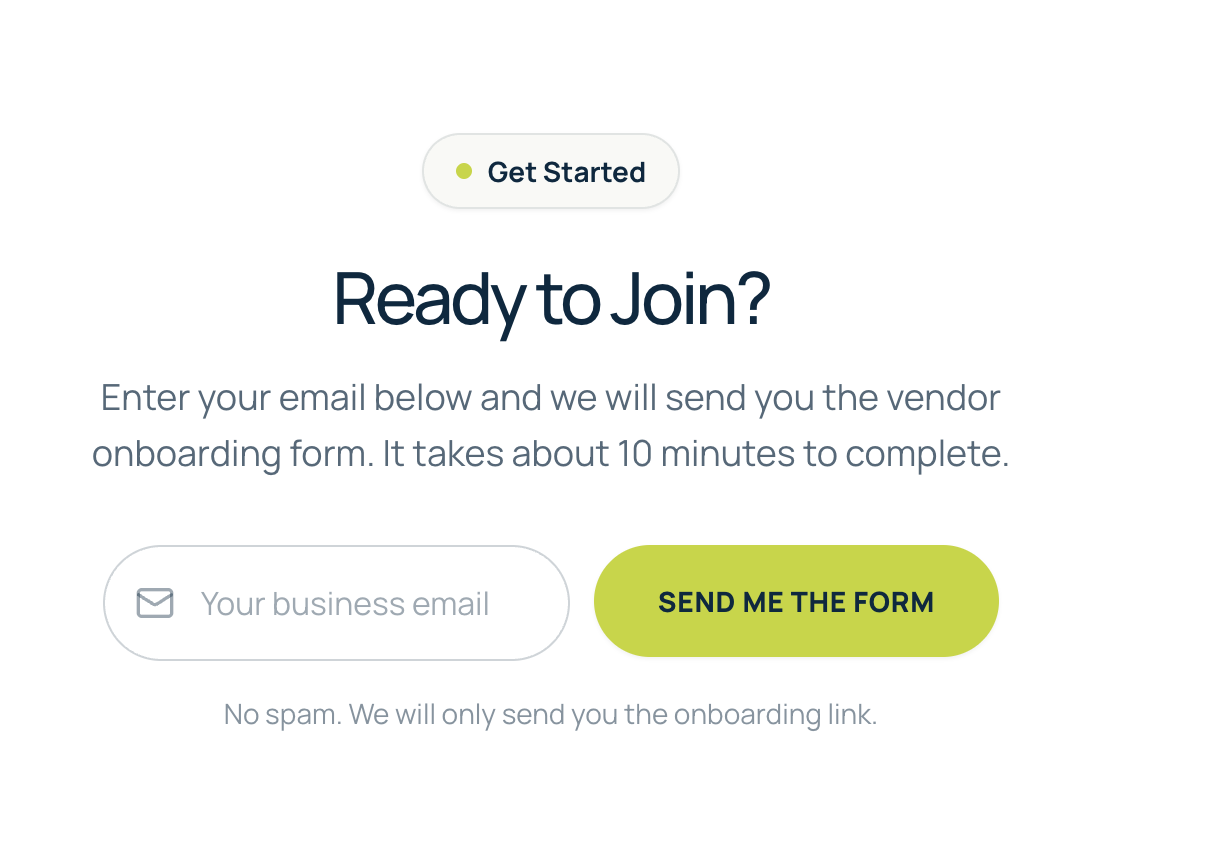 Get Started
Ready to Join?
Enter your email below and we will send you the vendor
onboarding form. It takes about 10 minutes to complete.
Your business email
SEND ME THE FORM
No spam. We will only send you the onboarding link.